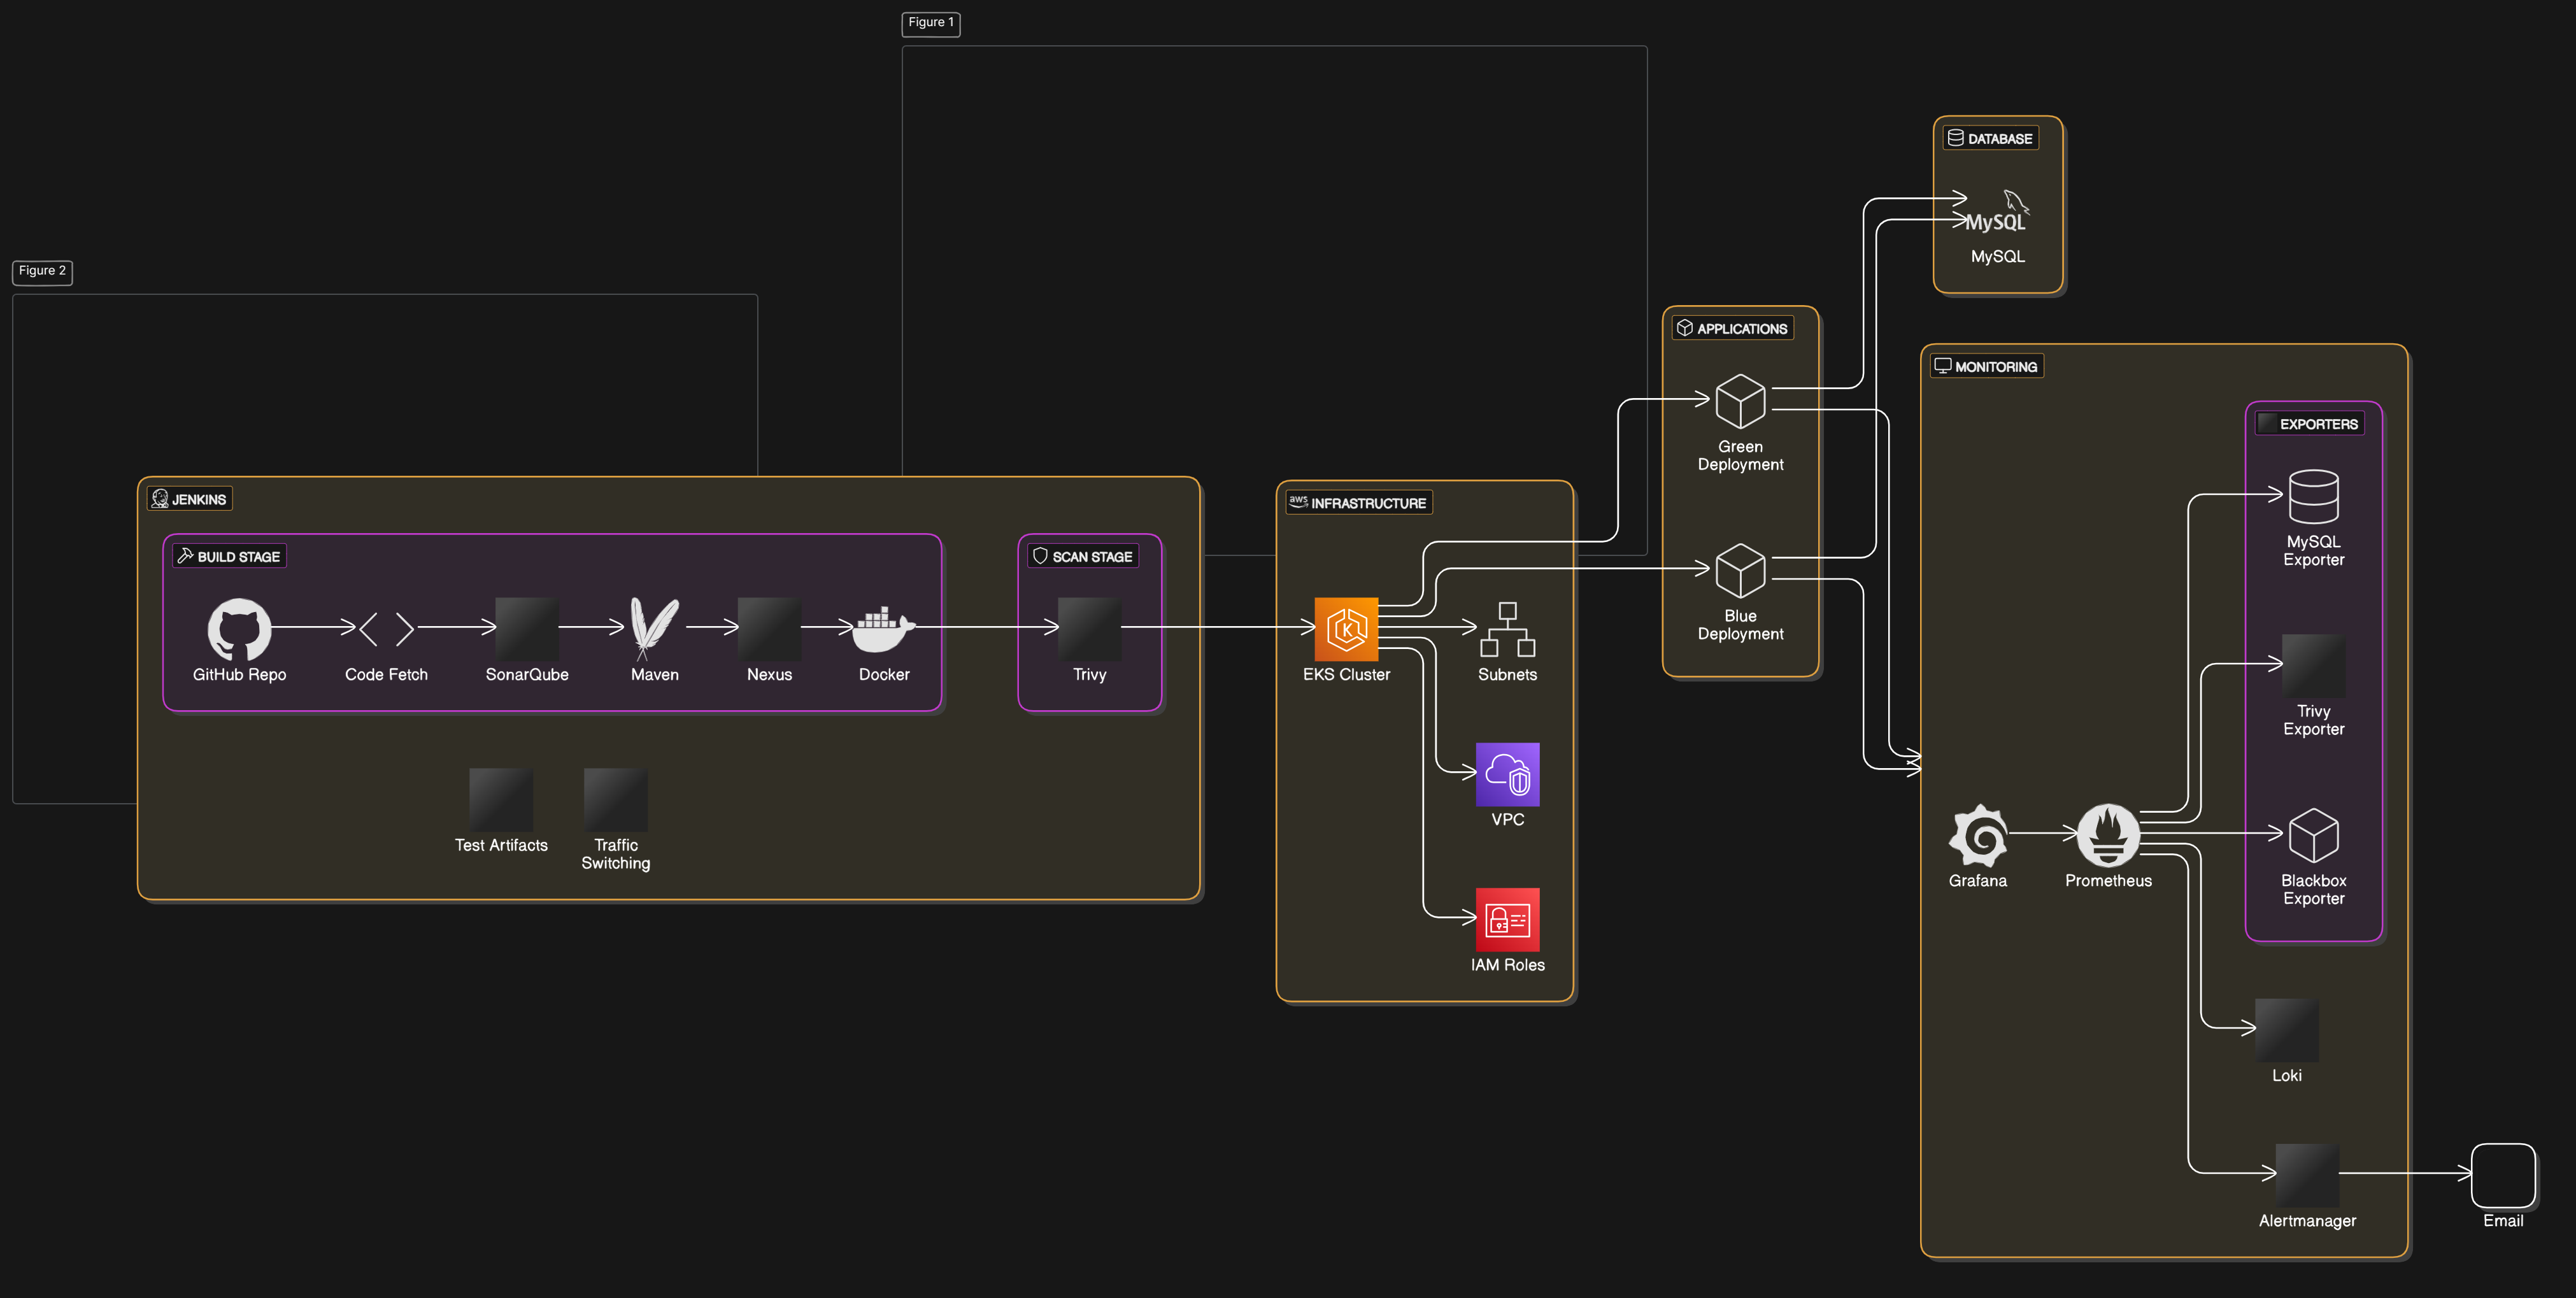 Figure 1
Figure 2
JENKINS
BUILD STAGE
GitHub Repo
Code Fetch
SonarQube
Maven
Nexus
Docker
SCAN STAGE
Trivy
Test Artifacts
Traffic
Switching
aws
INFRASTRUCTURE
EKS Cluster
Subnets
VPC
IAM Roles
APPLICATIONS
Green
Deployment
Blue
Deployment
DATABASE
MySQL
MySQL
MONITORING
Grafana
Prometheus
EXPORTERS
MySQL
Exporter
Trivy
Exporter
Blackbox
Exporter
Loki
Alertmanager
Email